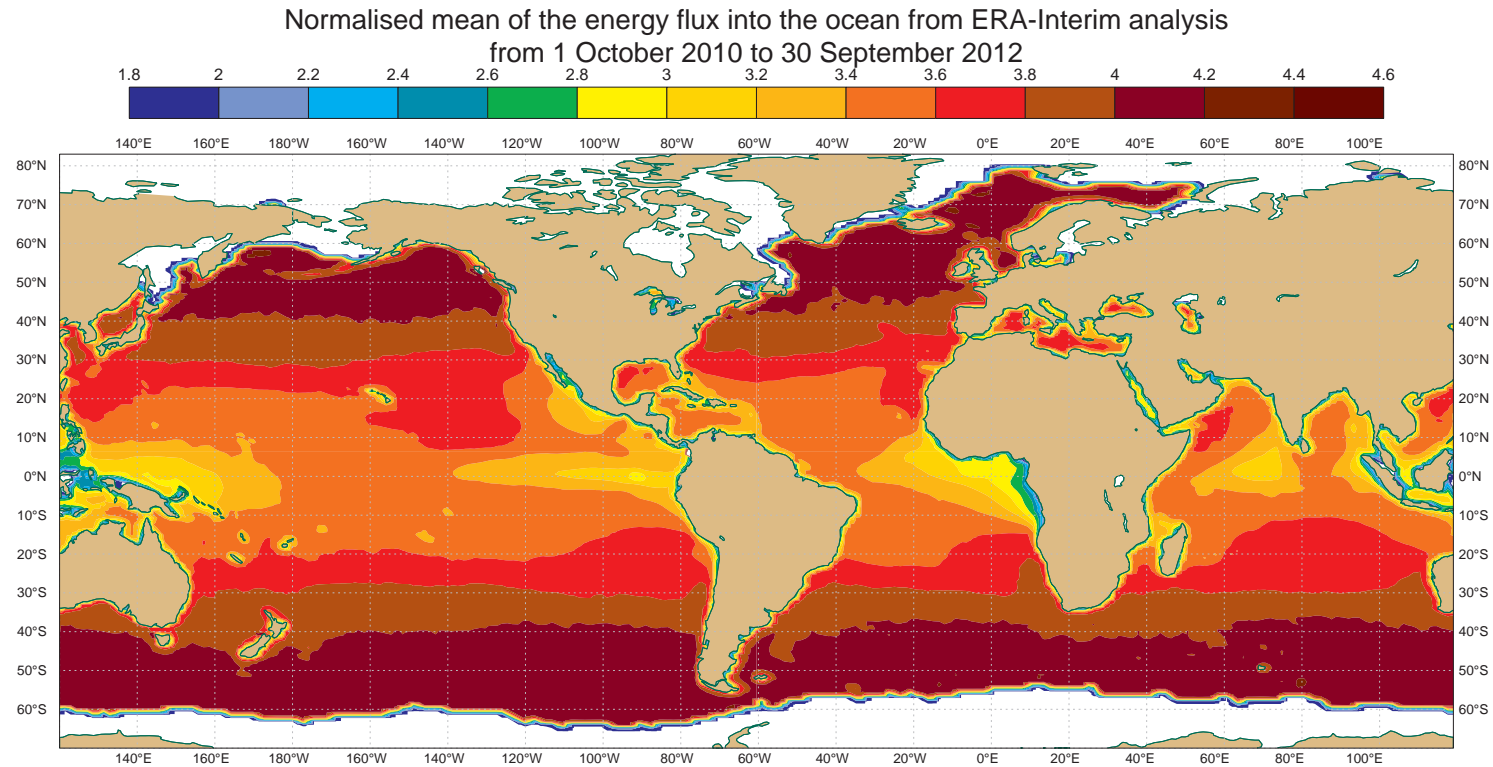 Normalised mean of the energy flux into the ocean from ERA-Interim analysis
from 1 October 2010 to 30 September 2012
1.8 2 2.2 2.4 2.6 2.8 3 3.2 3.4 3.6 3.8 4 4.2 4.4 4.6
140°E 160°E 180°W 160°W 140°W 120°W 100°W 80°W 60°W 40°W 20°W 0°E 20°E 40°E 60°E 80°E 100°E
80°N 80°N
70°N 70°N
60°N 60°N
50°N 50°N
40°N 40°N
30°N 30°N
20°N 20°N
10°N 10°N
0°N 0°N
10°S 10°S
20°S 20°S
30°S 30°S
40°S 40°S
50°S 50°S
60°S 60°S
140°E 160°E 180°W 160°W 140°W 120°W 100°W 80°W 60°W 40°W 20°W 0°E 20°E 40°E 60°E 80°E 100°E